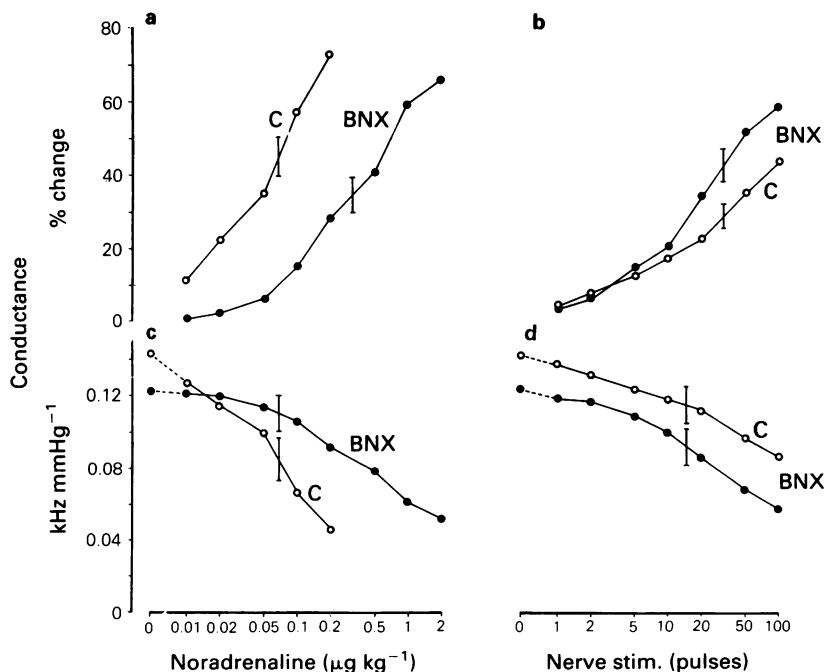 a
b
80
60
40
20
0
% change
C
BNX
BNX
C
Conductance
c
d
0.12
0.08
0.04
0
kHz mmHg⁻¹
BNX
C
C
BNX
0 0.01 0.02 0.05 0.1 0.2 0.5 1 2
0 1 2 5 10 20 50 100
Noradrenaline (μg kg⁻¹)
Nerve stim. (pulses)